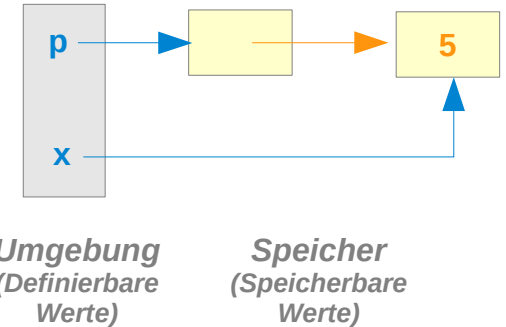 p
5
x
Umgebung
(Definierbare
Werte)
Speicher
(Speicherbare
Werte)